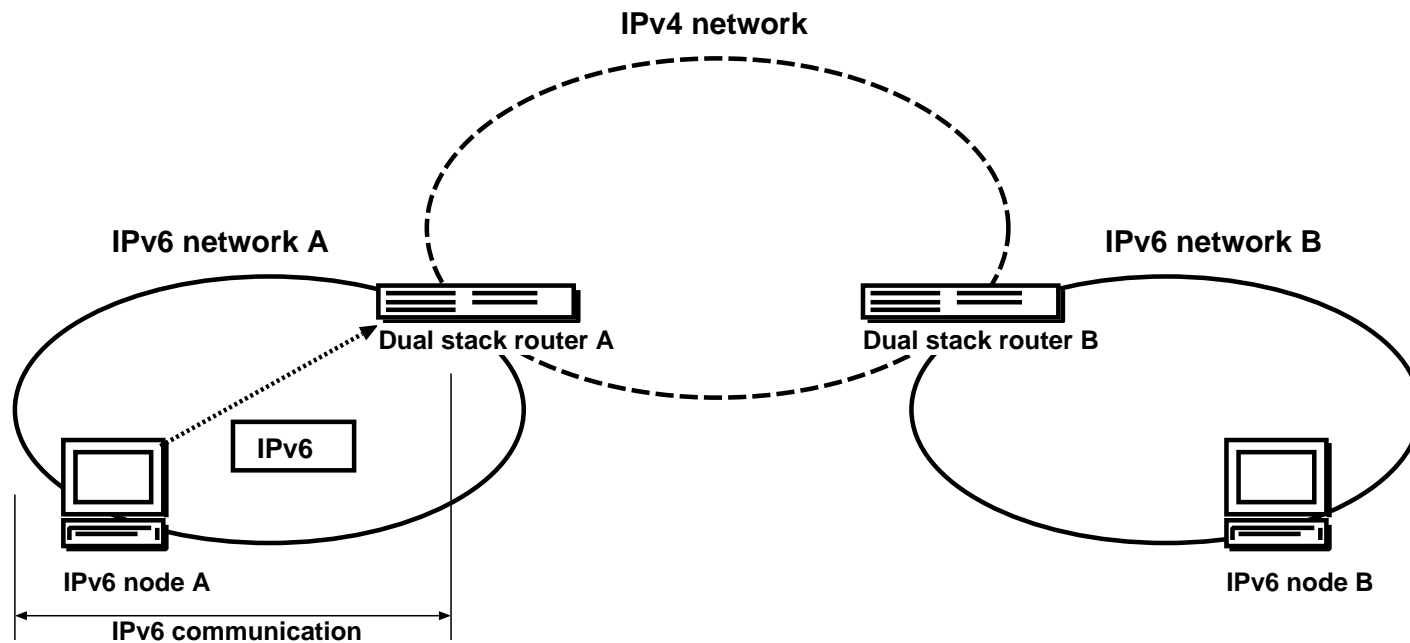 IPv4 network
IPv6 network A
IPv6 network B
Dual stack router A
Dual stack router B
IPv6
IPv6 node A
IPv6 node B
IPv6 communication